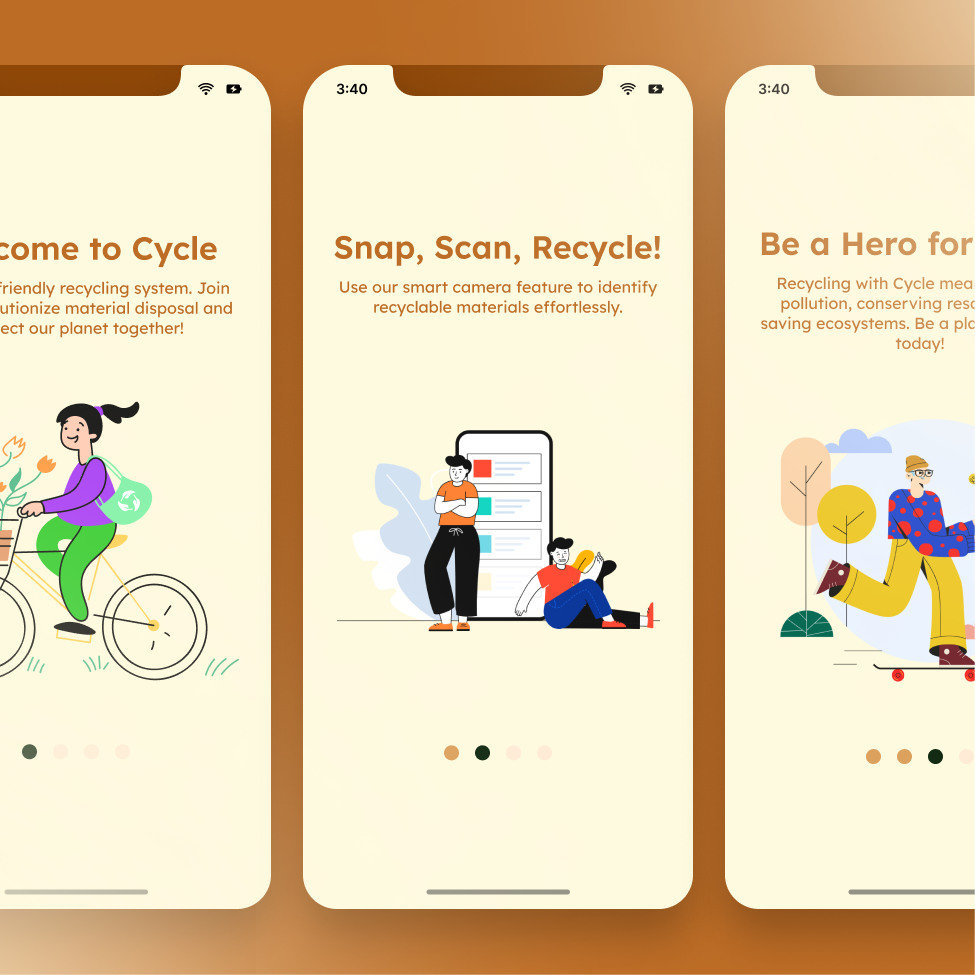 come to Cycle
friendly recycling system. Join
utionize material disposal and
ect our planet together!
3:40
Snap, Scan, Recycle!
Use our smart camera feature to identify
recyclable materials effortlessly.
3:40
Be a Hero for
Recycling with Cycle mea
pollution, conserving reso
saving ecosystems. Be a pla
today!